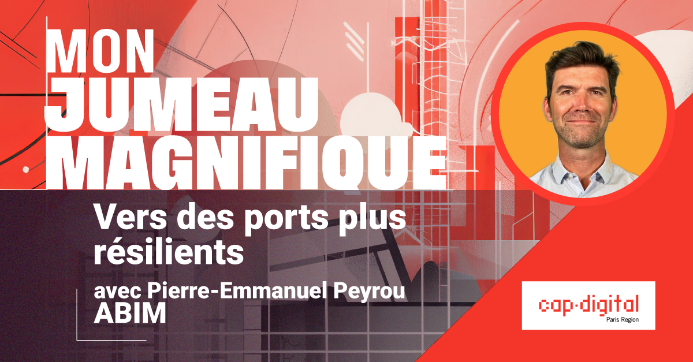 MON
JUMEAU
MAGNIFIQUE
Vers des ports plus
résilients
avec Pierre-Emmanuel Peyrou
ABIM
cap·digital
Paris Region